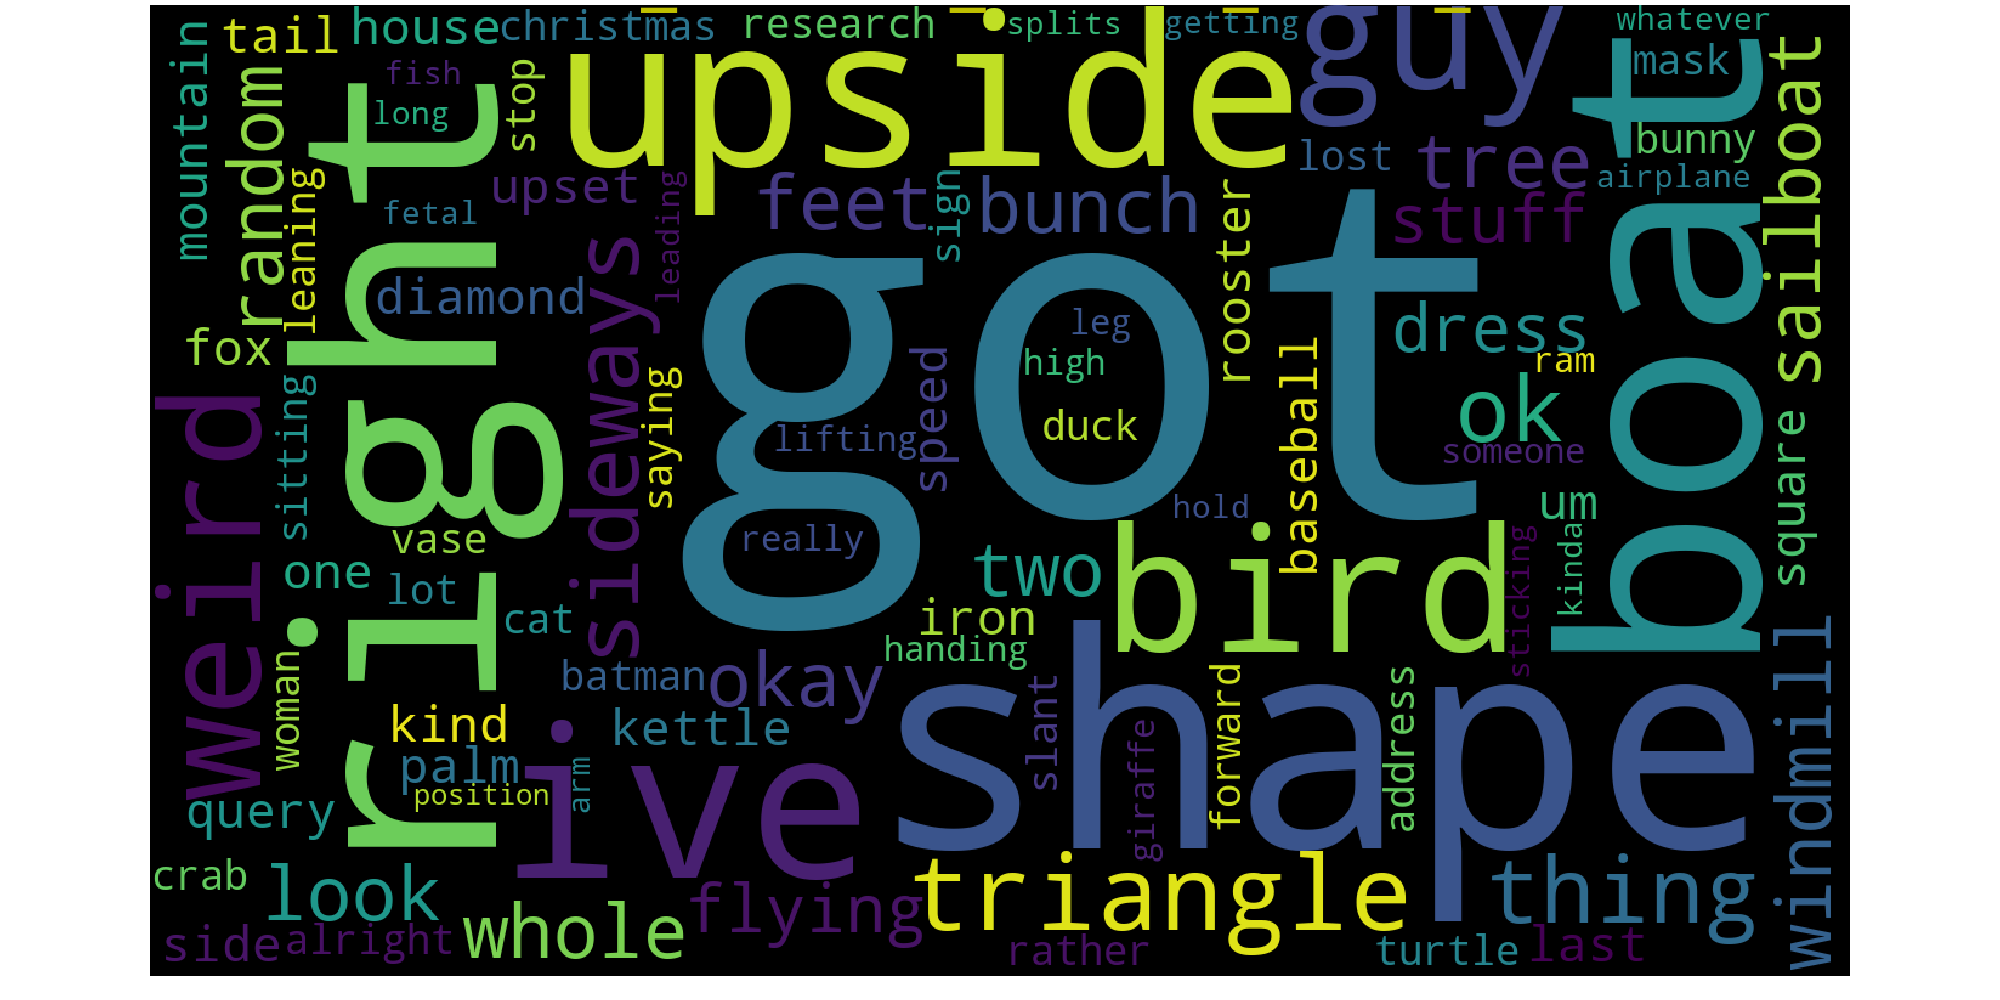 house
christmas
research
splits
getting
whatever
tail
mountain
random
fish
long
stop
upside
guy
mask
sailboat
bunny
lost
tree
airplane
leaning
right
fetal
upset
leading
feet
sign
bunch
rooster
stuff
boat
diamond
sideways
got
leg
high
dress
ram
fox
sitting
saying
speed
duck
baseball
ok
someone
square
weird
lifting
really
hold
um
vase
bird
kinda
sticking
one
lot
cat
two
iron
handing
woman
batman
okay
shape
windmill
kind
kettle
slant
giraffe
forward
address
palm
position
arm
ive
query
crab
look
whole
flying
triangle
thing
side
alright
rather
turtle
last